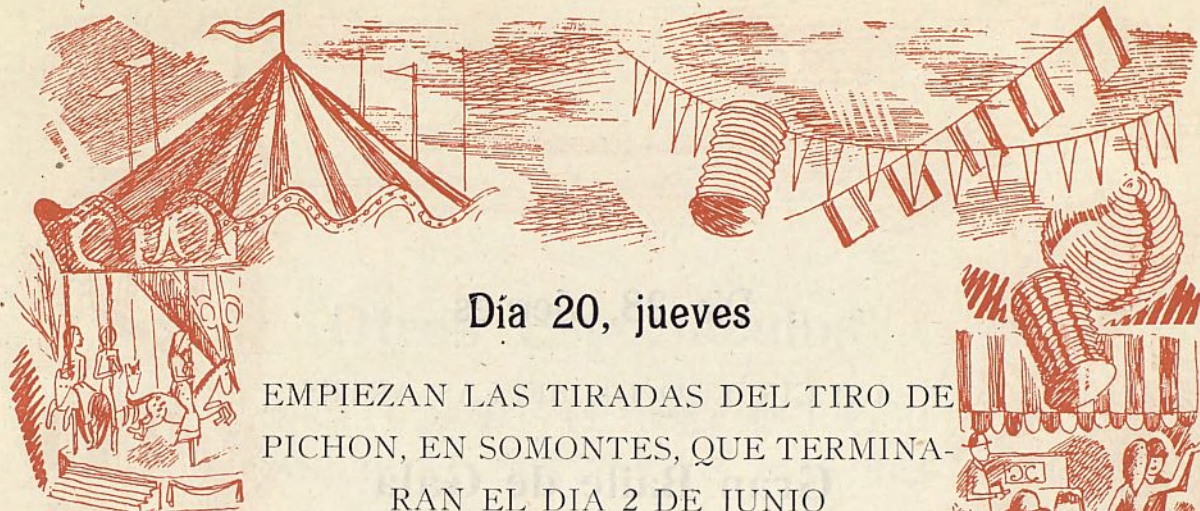 Día 20, jueves
EMPIEZAN LAS TIRADAS DEL TIRO DE
PICHON, EN SOMONTES, QUE TERMINA-
RAN EL DIA 2 DE JUNIO